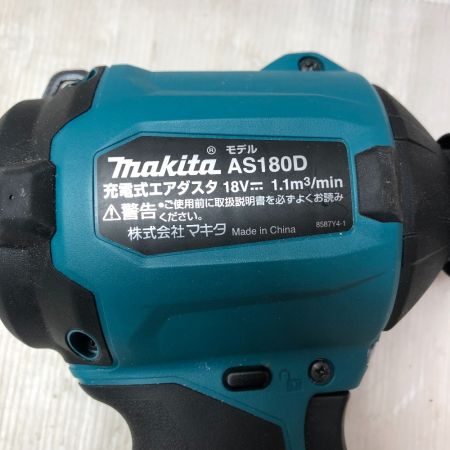 モデル
makita® AS180D
充電式エアダスタ 18V⎓ 1.1m³/min
⚠警告 •ご使用前に取扱説明書を必ずよくお読み
ください。
株式会社マキタ Made in China 8587Y4-1